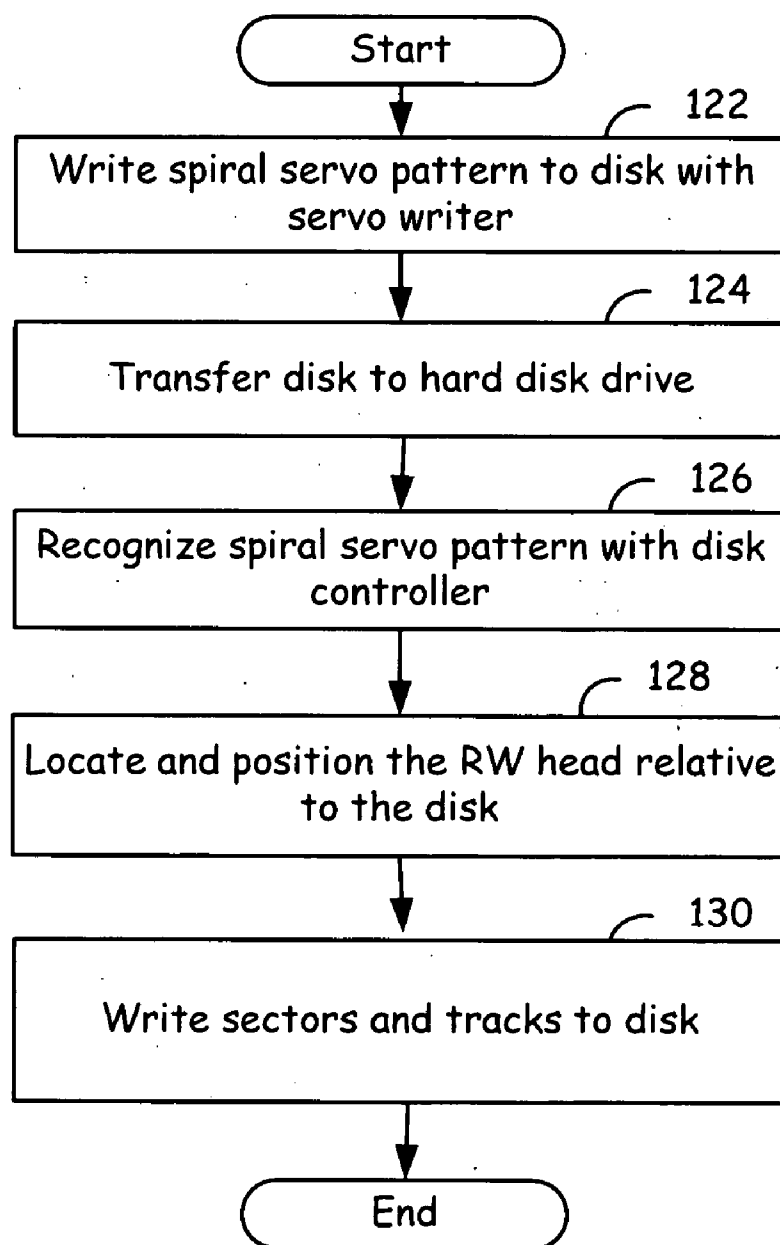 Start
122
Write spiral servo pattern to disk with
servo writer
124
Transfer disk to hard disk drive
126
Recognize spiral servo pattern with disk
controller
128
Locate and position the RW head relative
to the disk
130
Write sectors and tracks to disk
End